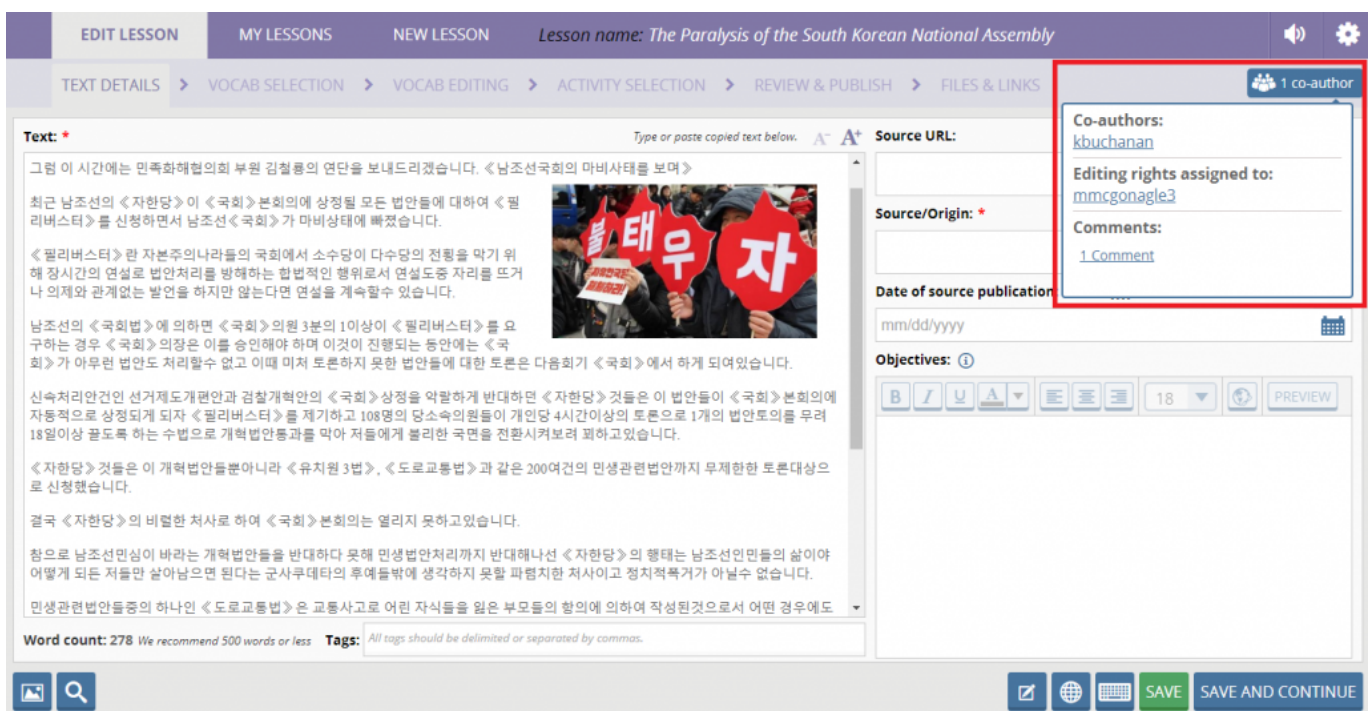 EDIT LESSON MY LESSONS NEW LESSON Lesson name: The Paralysis of the South Korean National Assembly
TEXT DETAILS > VOCAB SELECTION > VOCAB EDITING > ACTIVITY SELECTION > REVIEW & PUBLISH > FILES & LINKS
1 co-author
Co-authors:
kbuchanan
Editing rights assigned to:
mmcgonagle3
Comments:
1 Comment
Text: * Type or paste copied text below. A- A+
그럼 이 시간에는 민족화해협의회 부원 김철룡의 연단을 보내드리겠습니다. 《남조선국회의 마비사태를 보며》
최근 남조선의 《자한당》이 《국회》본회의에 상정될 모든 법안들에 대하여 《필
리버스터》를 신청하면서 남조선《국회》가 마비상태에 빠졌습니다.
《필리버스터》란 자본주의나라들의 국회에서 소수당이 다수당의 전횡을 막기 위
해 장시간의 연설로 법안처리를 방해하는 합법적인 행위로서 연설도중 자리를 뜨거
나 의제와 관계없는 발언을 하지만 않는다면 연설을 계속할수 있습니다.
남조선의 《국회법》에 의하면 《국회》의원 3분의 1이상이 《필리버스터》를 요
구하는 경우 《국회》의장은 이를 승인해야 하며 이것이 진행되는 동안에는 《국
회》가 아무런 법안도 처리할수 없고 이때 미처 토론하지 못한 법안들에 대한 토론은 다음회기 《국회》에서 하게 되여있습니다.
신속처리안건인 선거제도개편안과 검찰개혁안의 《국회》상정을 악랄하게 반대하던 《자한당》것들은 이 법안들이 《국회》본회의에
자동적으로 상정되게 되자 《필리버스터》를 제기하고 108명의 당소속의원들이 개인당 4시간이상의 토론으로 1개의 법안토의를 무려
18일이상 끌도록 하는 수법으로 개혁법안통과를 막아 저들에게 불리한 국면을 전환시켜보려 꾀하고있습니다.
《자한당》것들은 이 개혁법안들뿐아니라 《유치원 3법》, 《도로교통법》과 같은 200여건의 민생관련법안까지 무제한한 토론대상으
로 신청했습니다.
결국 《자한당》의 비렬한 처사로 하여 《국회》본회의는 열리지 못하고있습니다.
참으로 남조선민심이 바라는 개혁법안들을 반대하다 못해 민생법안처리까지 반대해나선 《자한당》의 행태는 남조선인민들의 삶이야
어떻게 되든 저들만 살아남으면 된다는 군사쿠데타의 후예들밖에 생각하지 못할 파렴치한 처사이고 정치적폭거가 아닐수 없습니다.
민생관련법안들중의 하나인 《도로교통법》은 교통사고로 어린 자식들을 잃은 부모들의 항의에 의하여 작성된것으로서 어떤 경우에도
불태우자
Word count: 278 We recommend 500 words or less Tags: All tags should be delimited or separated by commas.
Source URL:
Source/Origin: *
Date of source publication
mm/dd/yyyy
Objectives:
B I U A 18 PREVIEW
SAVE SAVE AND CONTINUE